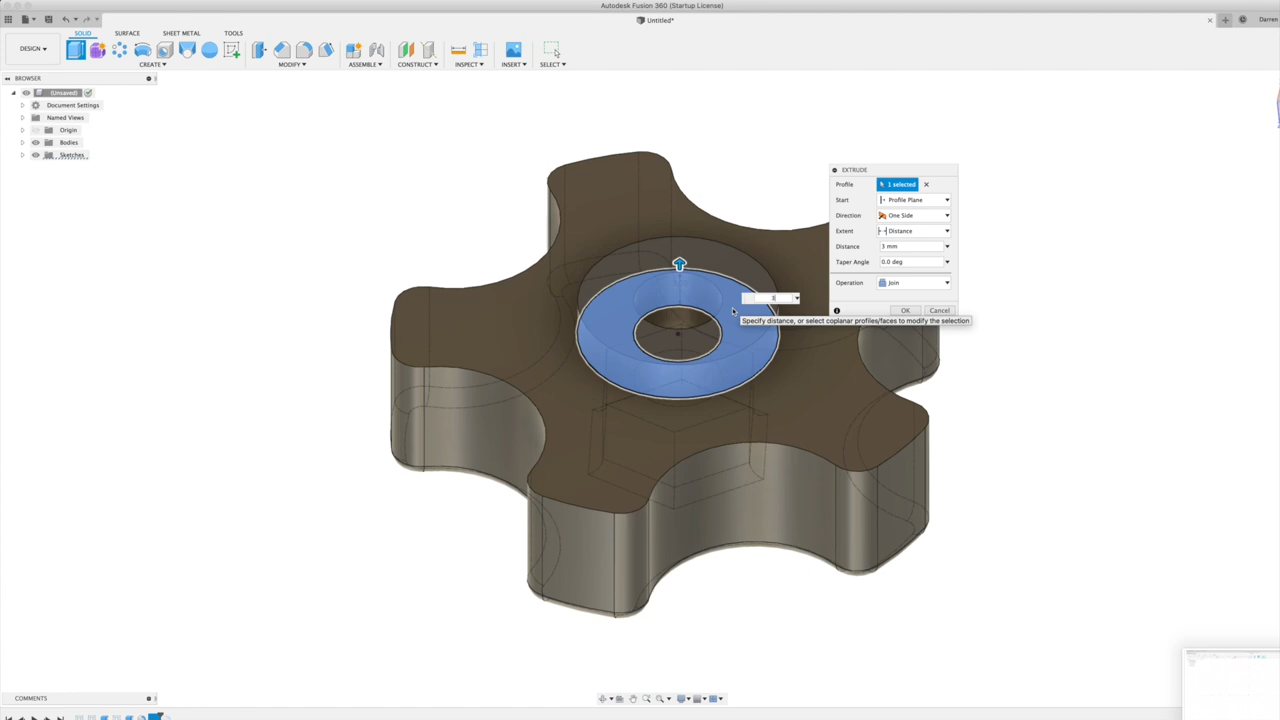 Autodesk Fusion 360 (Startup License)
Untitled*
Darren
SOLID SURFACE SHEET METAL TOOLS
DESIGN
CREATE MODIFY ASSEMBLE CONSTRUCT INSPECT INSERT SELECT
BROWSER
(Unsaved)
Document Settings
Named Views
Origin
Bodies
Sketches
EXTRUDE
Profile 1 selected
Start Profile Plane
Direction One Side
Extent Distance
Distance 3 mm
Taper Angle 0.0 deg
Operation Join
OK Cancel
3
Specify distance, or select coplanar profiles/faces to modify the selection
COMMENTS